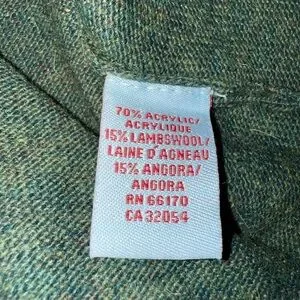 70% ACRYLIC/
ACRYLIQUE
15% LAMBSWOOL/
LAINE D'AGNEAU
15% ANGORA/
ANGORA
RN 66170
CA 32054